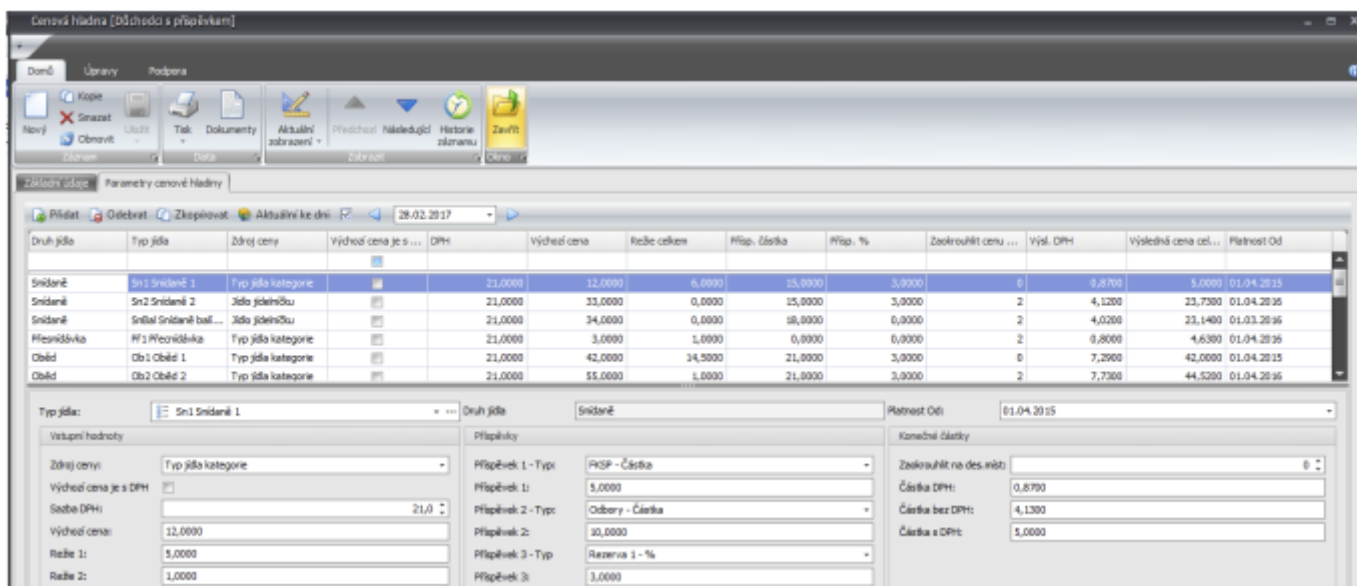 Cenová hladina [Důchodci s příspěvkem]
Domů Úpravy Podpora
Nový Kopie Smazat Obnovit Uložit Tisk Dokumenty Aktuální zobrazení Předchozí Následující Historie záznamu Zavřít
Záznam Data Zobrazit Okno
Základní údaje Parametry cenové hladiny
Přidat Odebrat Zkopírovat Aktuální ke dni 28.02.2017
Druh jídla Typ jídla Zdroj ceny Výchozí cena je s ... DPH Výchozí cena Režie celkem Přísp. částka Přísp. % Zaokrouhlit cenu ... Výsl. DPH Výsledná cena cel... Platnost Od
Snídaně Sn1 Snídaně 1 Typ jídla kategorie 21,0000 12,0000 6,0000 15,0000 3,0000 0 0,8700 5,0000 01.04.2015
Snídaně Sn2 Snídaně 2 Jídlo jídelníčku 21,0000 33,0000 0,0000 15,0000 3,0000 2 4,1200 23,7300 01.04.2016
Snídaně SnBal Snídaně balí... Jídlo jídelníčku 21,0000 34,0000 0,0000 18,0000 0,0000 2 4,0200 23,1400 01.03.2016
Přesnídávka Př1 Přesnídávka Typ jídla kategorie 21,0000 3,0000 1,0000 0,0000 0,0000 2 0,8000 4,6300 01.04.2016
Oběd Ob1 Oběd 1 Typ jídla kategorie 21,0000 42,0000 14,5000 21,0000 3,0000 0 7,2900 42,0000 01.04.2015
Oběd Ob2 Oběd 2 Typ jídla kategorie 21,0000 55,0000 1,0000 21,0000 3,0000 2 7,7300 44,5200 01.04.2016
Typ jídla: Sn1 Snídaně 1 Druh jídla Snídaně Platnost Od: 01.04.2015
Vstupní hodnoty Příspěvky Konečné částky
Zdroj ceny: Typ jídla kategorie Příspěvek 1 - Typ: FKSP - Částka Zaokrouhlit na des.míst: 0
Výchozí cena je s DPH Příspěvek 1: 5,0000 Částka DPH: 0,8700
Sazba DPH: 21,0 Příspěvek 2 - Typ: Odbory - Částka Částka bez DPH: 4,1300
Výchozí cena: 12,0000 Příspěvek 2: 10,0000 Částka s DPH: 5,0000
Režie 1: 5,0000 Příspěvek 3 - Typ Rezerva 1 - %
Režie 2: 1,0000 Příspěvek 3: 3,0000